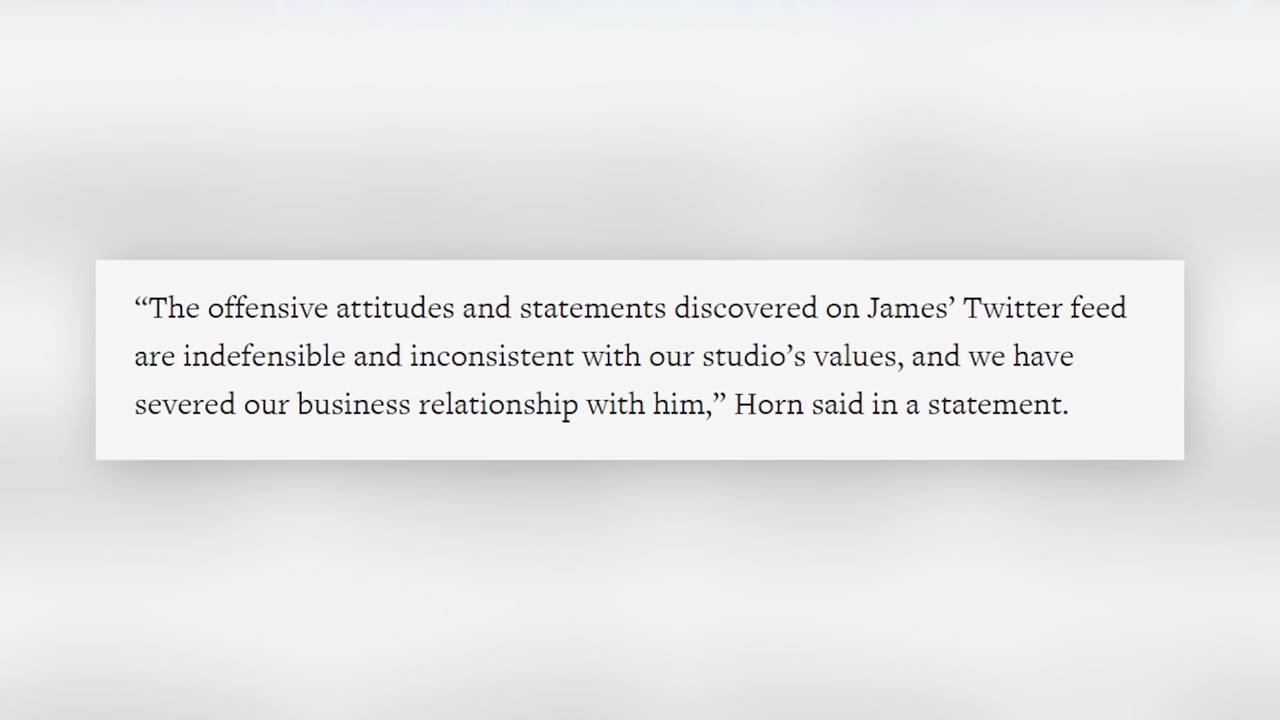 “The offensive attitudes and statements discovered on James’ Twitter feed
are indefensible and inconsistent with our studio’s values, and we have
severed our business relationship with him,” Horn said in a statement.